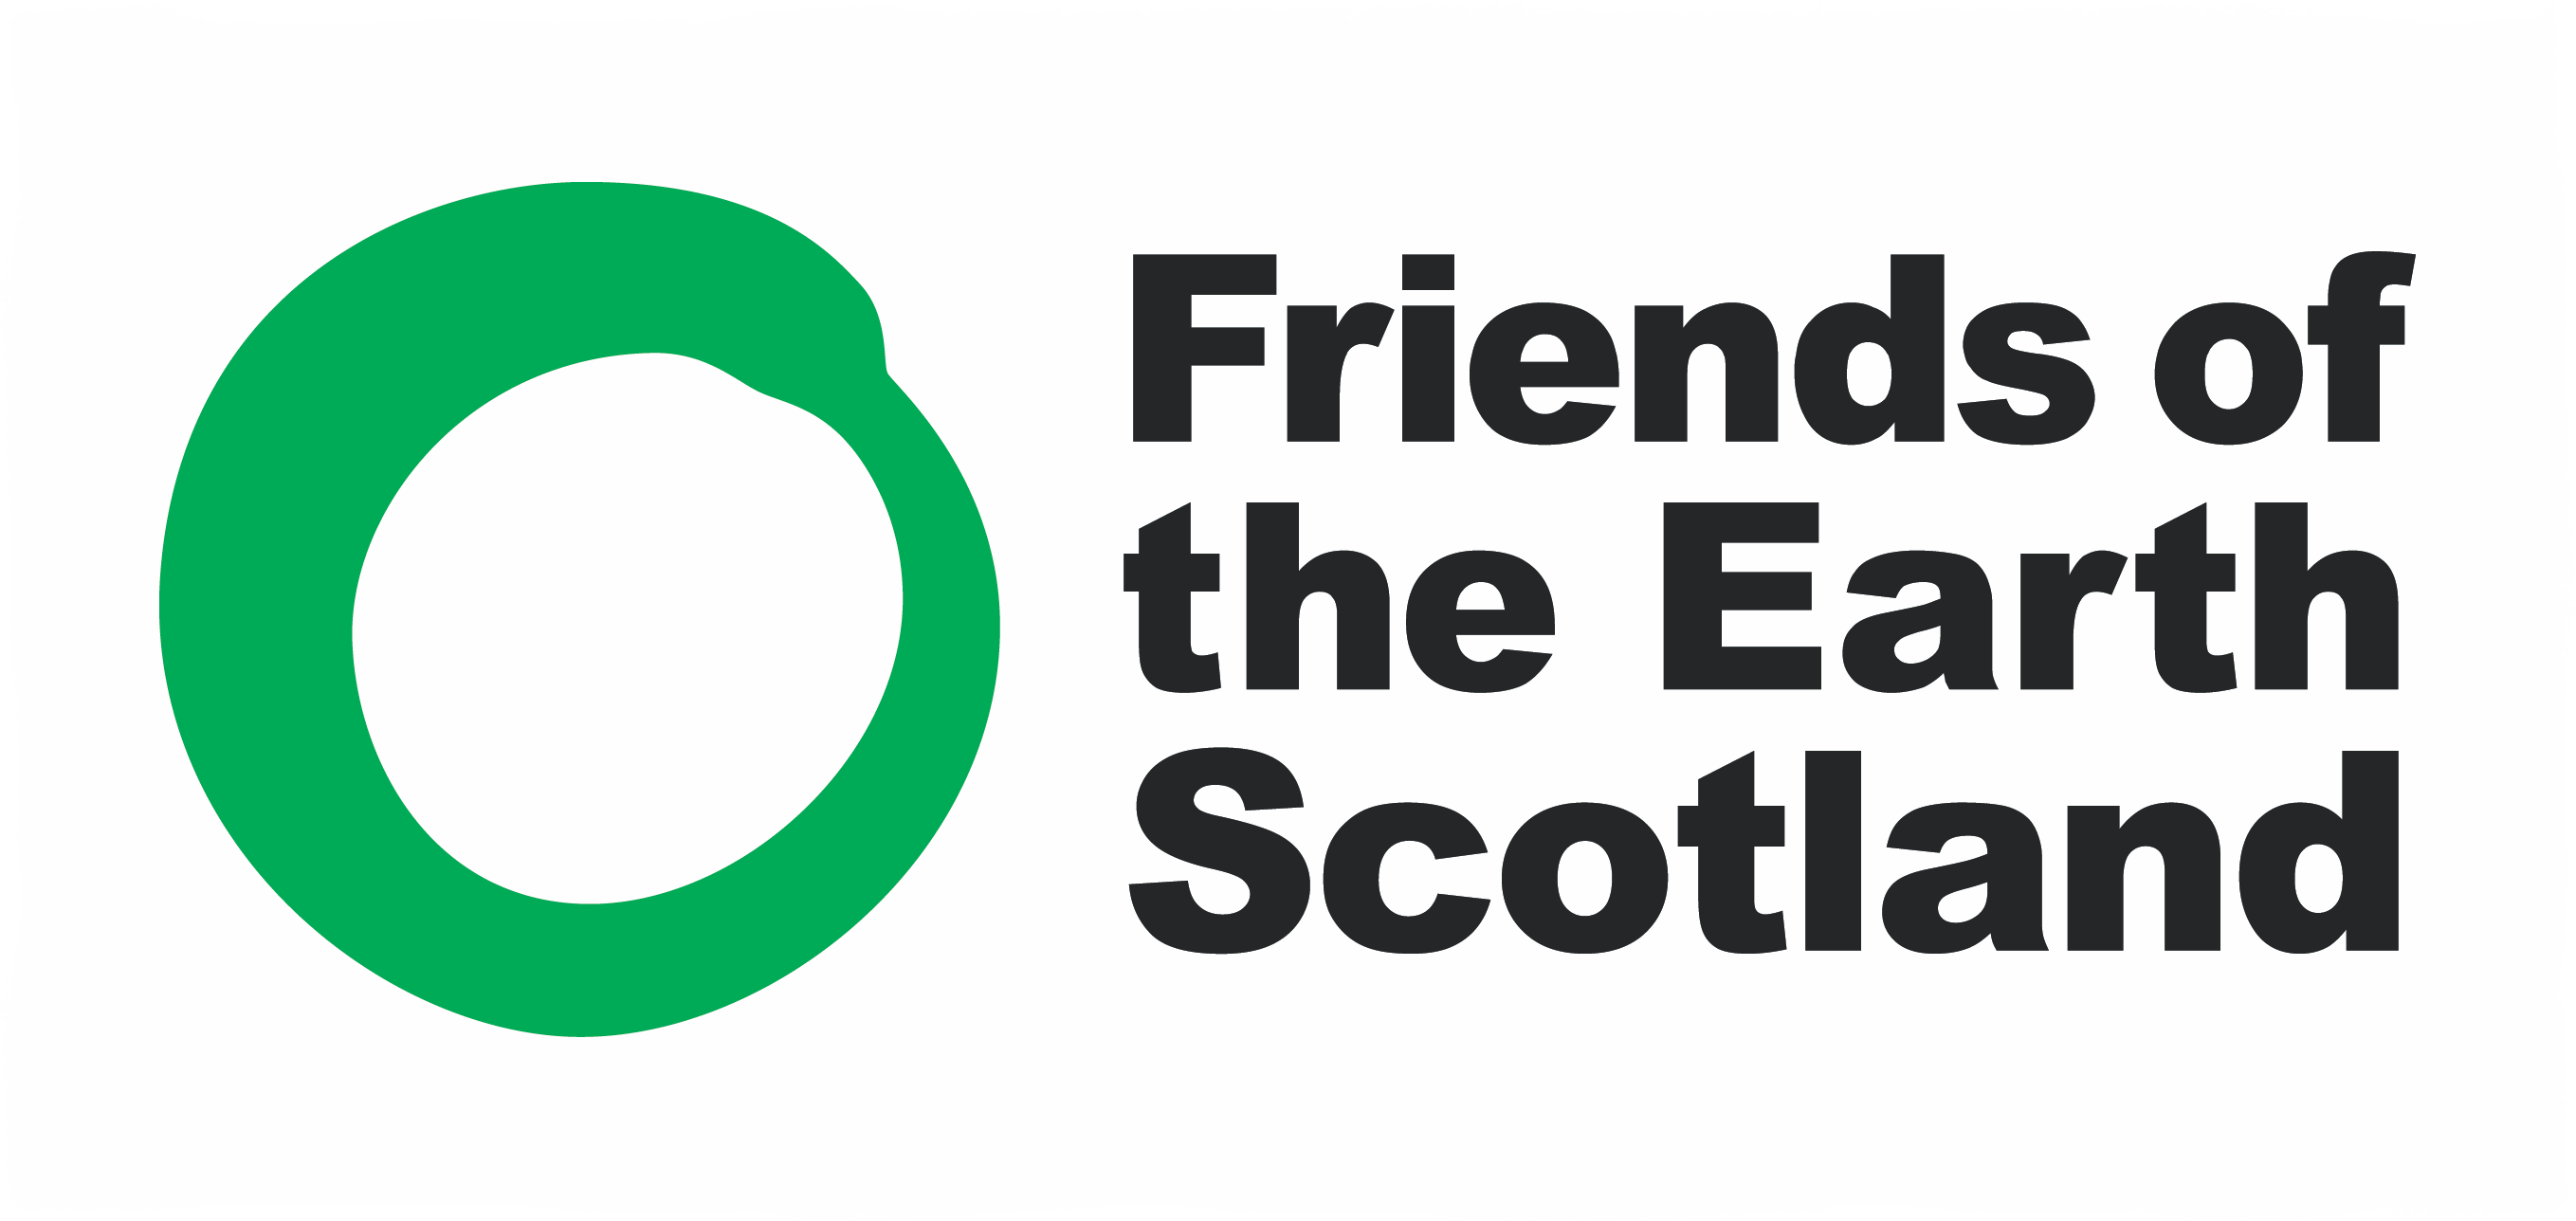 Friends of
the Earth
Scotland